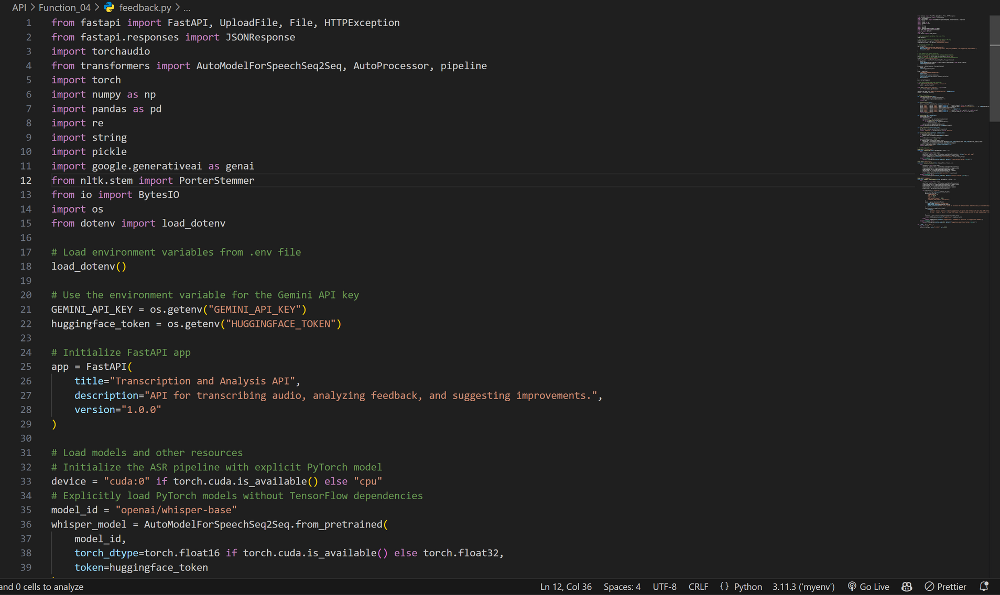 API > Function_04 > feedback.py > ...
1 from fastapi import FastAPI, UploadFile, File, HTTPException
2 from fastapi.responses import JSONResponse
3 import torchaudio
4 from transformers import AutoModelForSpeechSeq2Seq, AutoProcessor, pipeline
5 import torch
6 import numpy as np
7 import pandas as pd
8 import re
9 import string
10 import pickle
11 import google.generativeai as genai
12 from nltk.stem import PorterStemmer
13 from io import BytesIO
14 import os
15 from dotenv import load_dotenv
16
17 # Load environment variables from .env file
18 load_dotenv()
19
20 # Use the environment variable for the Gemini API key
21 GEMINI_API_KEY = os.getenv("GEMINI_API_KEY")
22 huggingface_token = os.getenv("HUGGINGFACE_TOKEN")
23
24 # Initialize FastAPI app
25 app = FastAPI(
26     title="Transcription and Analysis API",
27     description="API for transcribing audio, analyzing feedback, and suggesting improvements.",
28     version="1.0.0"
29 )
30
31 # Load models and other resources
32 # Initialize the ASR pipeline with explicit PyTorch model
33 device = "cuda:0" if torch.cuda.is_available() else "cpu"
34 # Explicitly load PyTorch models without TensorFlow dependencies
35 model_id = "openai/whisper-base"
36 whisper_model = AutoModelForSpeechSeq2Seq.from_pretrained(
37     model_id,
38     torch_dtype=torch.float16 if torch.cuda.is_available() else torch.float32,
39     token=huggingface_token
and 0 cells to analyze Ln 12, Col 36 Spaces: 4 UTF-8 CRLF {} Python 3.11.3 ('myenv') Go Live Prettier